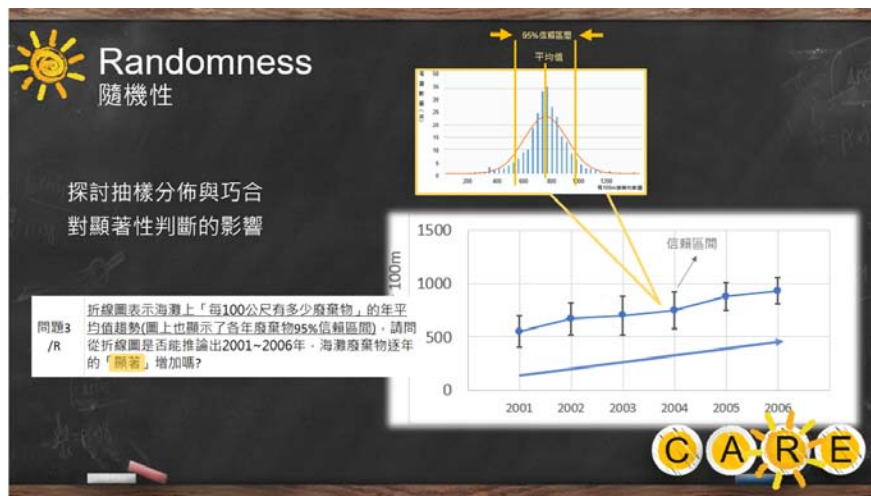 Randomness
隨機性
探討抽樣分佈與巧合
對顯著性判斷的影響
95%信賴區間
平均值
200 400 600 800 1000 1200
信賴區間
1500
1000
500
0
100m
2001 2002 2003 2004 2005 2006
問題3
/R
折線圖表示海灘上「每100公尺有多少廢棄物」的年平
均值趨勢(圖上也顯示了各年廢棄物95%信賴區間)，請問
從折線圖是否能推論出2001~2006年，海灘廢棄物逐年
的「顯著」增加嗎?
C A R E